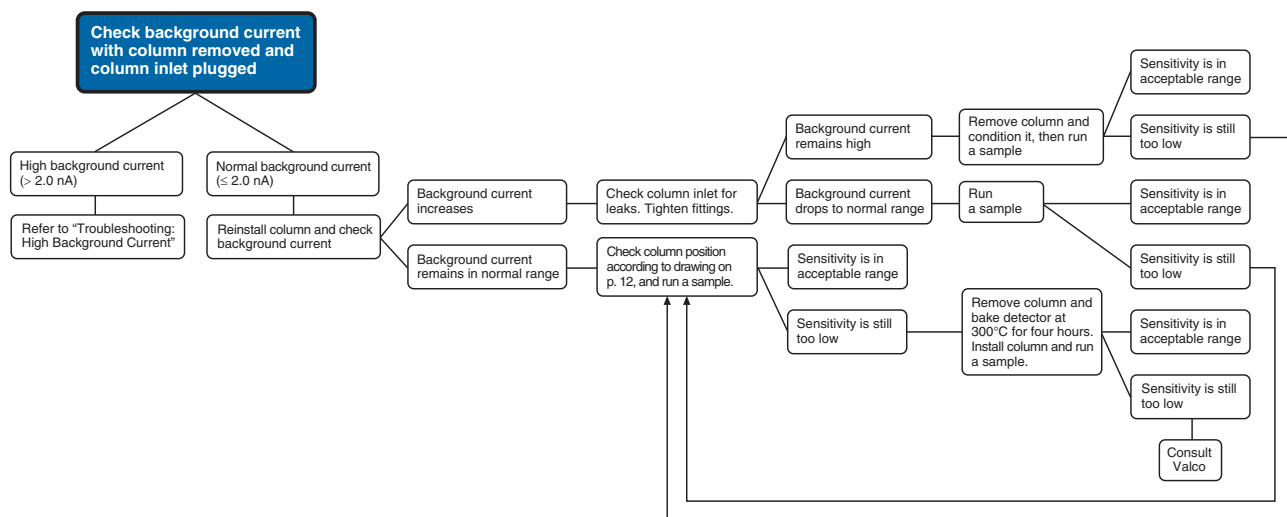 Check background current
with column removed and
column inlet plugged
High background current
(> 2.0 nA)
Refer to “Troubleshooting:
High Background Current”
Normal background current
(≤ 2.0 nA)
Reinstall column and check
background current
Background current
increases
Background current
remains in normal range
Check column inlet for
leaks. Tighten fittings.
Check column position
according to drawing on
p. 12, and run a sample.
Background current
remains high
Background current
drops to normal range
Sensitivity is in
acceptable range
Sensitivity is still
too low
Remove column and
condition it, then run
a sample
Run
a sample
Remove column and
bake detector at
300°C for four hours.
Install column and run
a sample.
Sensitivity is in
acceptable range
Sensitivity is still
too low
Sensitivity is in
acceptable range
Sensitivity is still
too low
Sensitivity is in
acceptable range
Sensitivity is still
too low
Consult
Valco